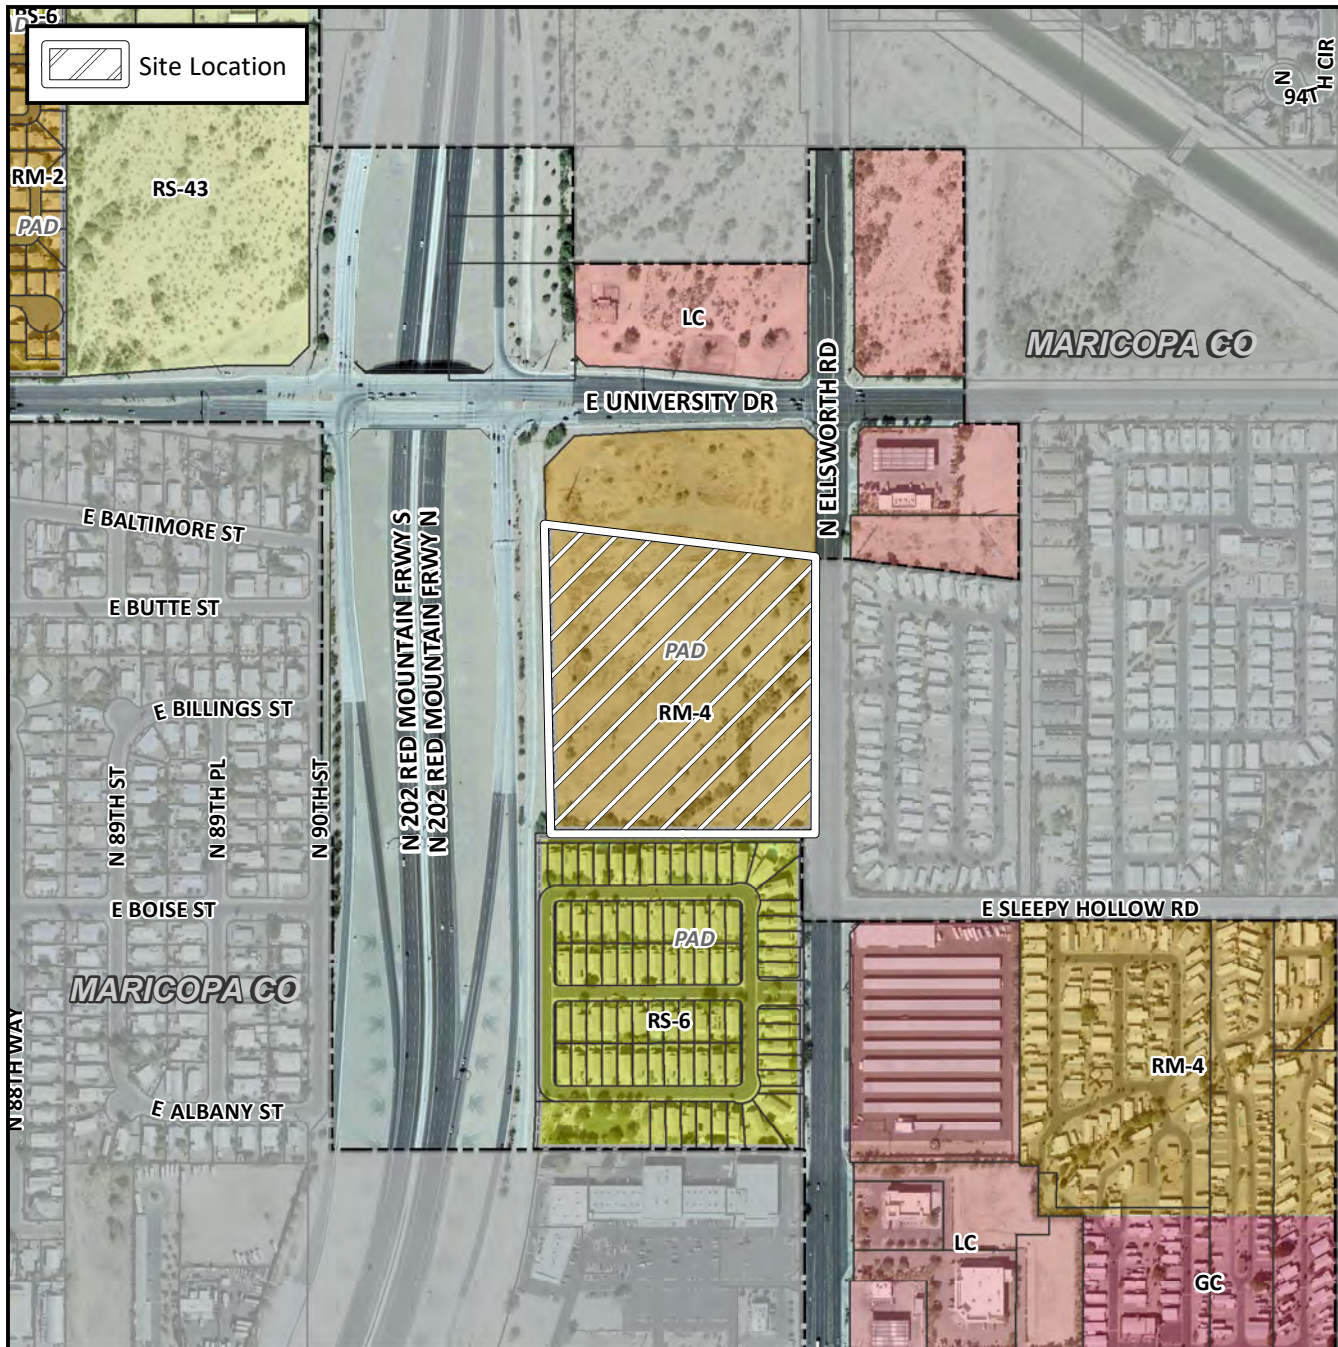 RS-6
PAD
Site Location
N 94TH CIR
RM-2
PAD
RS-43
LC
MARICOPA CO
E UNIVERSITY DR
N ELLSWORTH RD
E BALTIMORE ST
N 202 RED MOUNTAIN FRWY S
N 202 RED MOUNTAIN FRWY N
E BUTTE ST
PAD
RM-4
E BILLINGS ST
N 89TH ST
N 89TH PL
N 90TH ST
E BOISE ST
E SLEEPY HOLLOW RD
PAD
MARICOPA CO
RS-6
N 88TH WAY
RM-4
E ALBANY ST
LC
GC